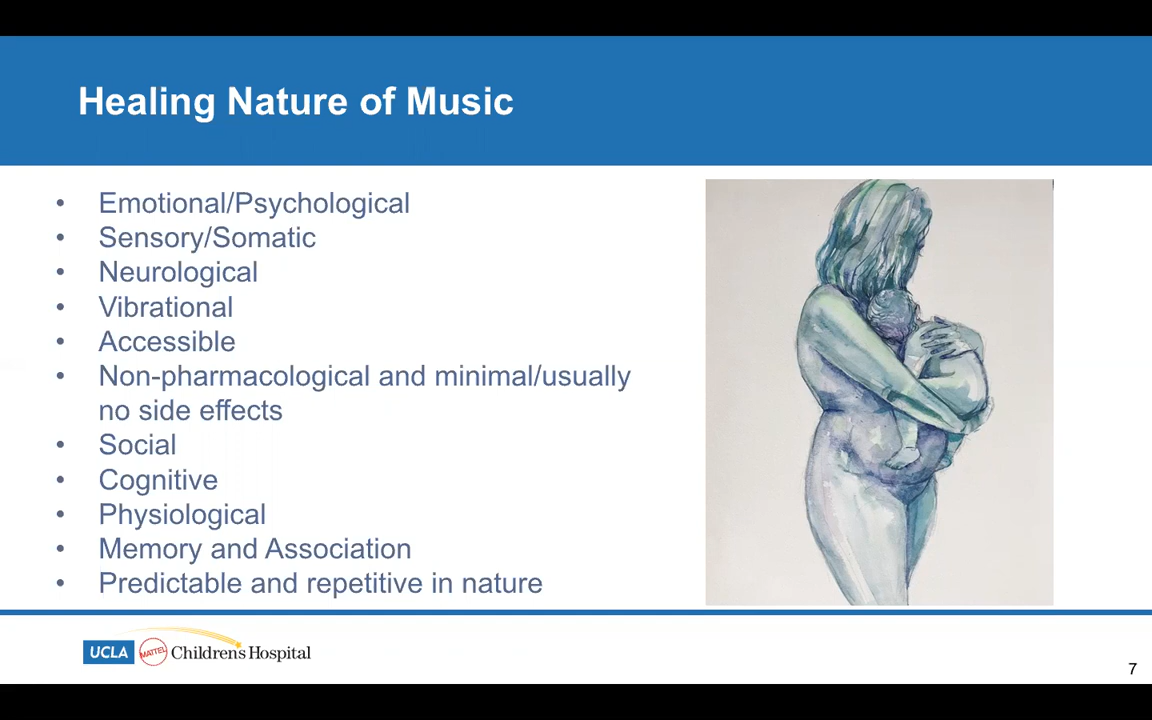 Healing Nature of Music
• Emotional/Psychological
• Sensory/Somatic
• Neurological
• Vibrational
• Accessible
• Non-pharmacological and minimal/usually
no side effects
• Social
• Cognitive
• Physiological
• Memory and Association
• Predictable and repetitive in nature
UCLA MATTEL Children's Hospital
7